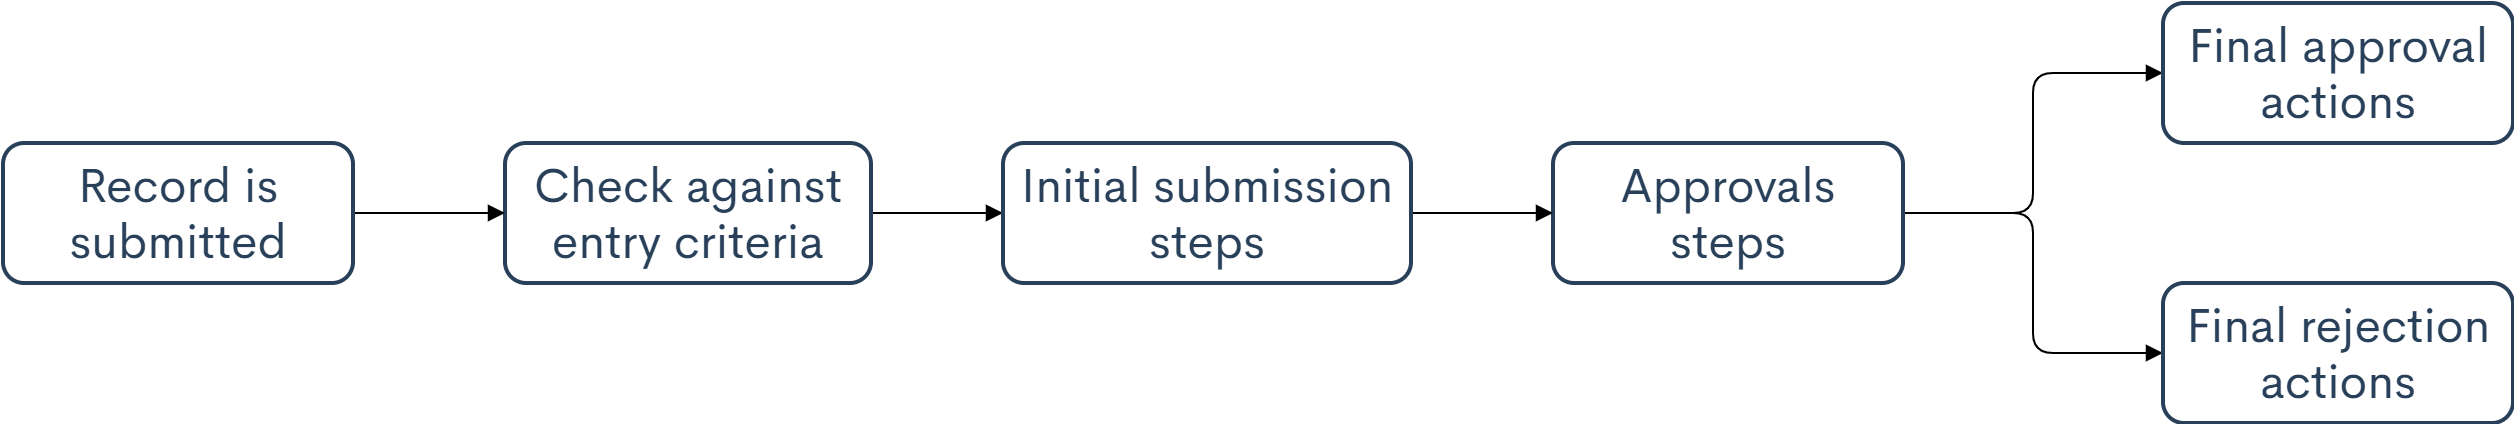 Record is
submitted
Check against
entry criteria
Initial submission
steps
Approvals
steps
Final approval
actions
Final rejection
actions